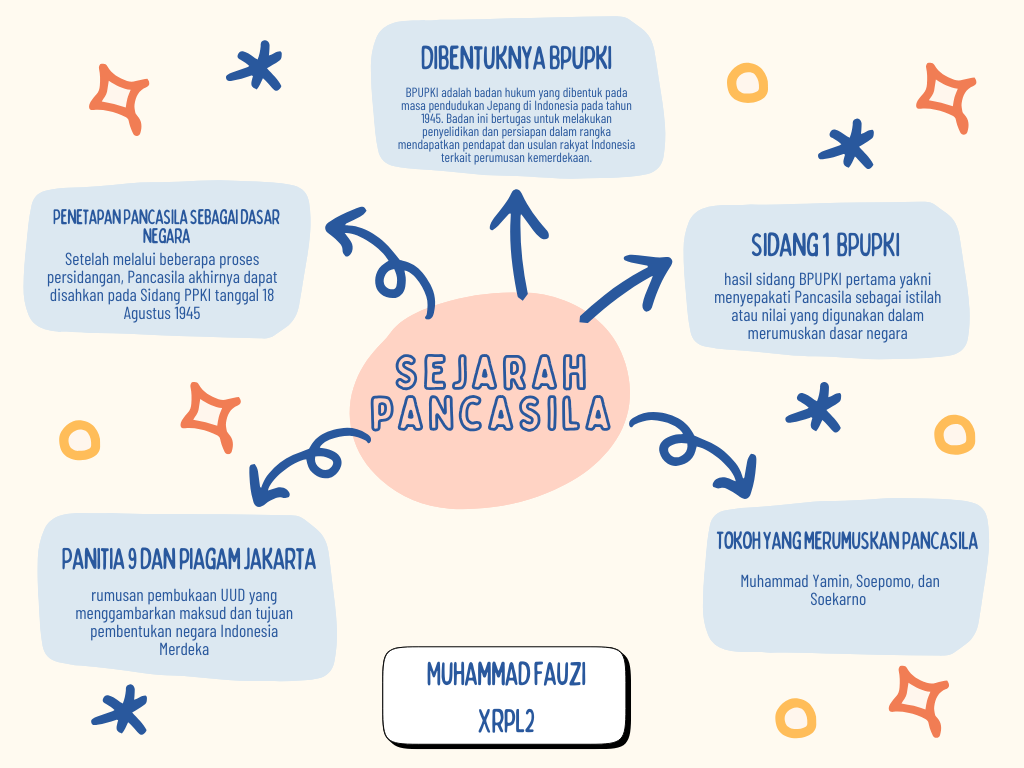 DIBENTUKNYA BPUPKI
BPUPKI adalah badan hukum yang dibentuk pada
masa pendudukan Jepang di Indonesia pada tahun
1945. Badan ini bertugas untuk melakukan
penyelidikan dan persiapan dalam rangka
mendapatkan pendapat dan usulan rakyat Indonesia
terkait perumusan kemerdekaan.
PENETAPAN PANCASILA SEBAGAI DASAR
NEGARA
Setelah melalui beberapa proses
persidangan, Pancasila akhirnya dapat
disahkan pada Sidang PPKI tanggal 18
Agustus 1945
SIDANG 1 BPUPKI
hasil sidang BPUPKI pertama yakni
menyepakati Pancasila sebagai istilah
atau nilai yang digunakan dalam
merumuskan dasar negara
SEJARAH
PANCASILA
PANITIA 9 DAN PIAGAM JAKARTA
rumusan pembukaan UUD yang
menggambarkan maksud dan tujuan
pembentukan negara Indonesia
Merdeka
TOKOH YANG MERUMUSKAN PANCASILA
Muhammad Yamin, Soepomo, dan
Soekarno
MUHAMMAD FAUZI
XRPL2